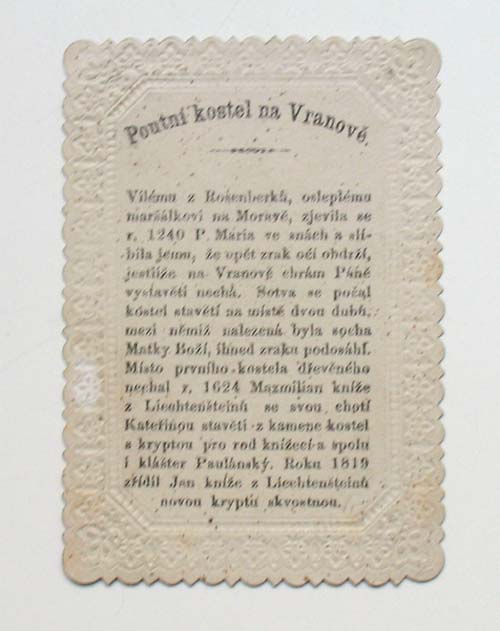 Poutní kostel na Vranově.
Vilému z Rosenberků, osleplému
maršálkovi na Moravě, zjevila se
r. 1240 P. Maria ve snách a slí-
bila jemu, že opět zrak očí obdrží,
jestliže na Vranově chrám Páně
vystavěti nechá. Sotva se počal
kostel stavěti na místě dvou dubů,
mezi nimiž nalezená byla socha
Matky Boží, ihned zraku podosáhl.
Místo prvního kostela dřevěného
nechal r. 1624 Maxmilian kníže
z Liechtenšteinů se svou chotí
Kateřinou stavěti z kamene kostel
s kryptou pro rod knížecí a spolu
i klášter Paulánský. Roku 1819
zřídil Jan kníže z Liechtenšteinů
novou kryptu skvostnou.